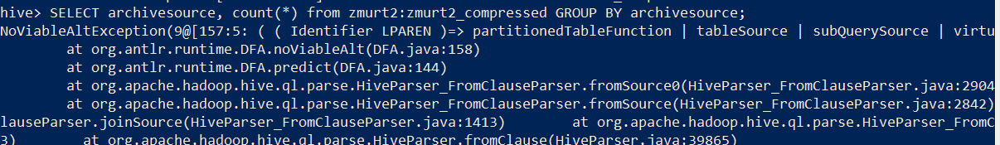 hive> SELECT archivesource, count(*) from zmurt2:zmurt2_compressed GROUP BY archivesource;
NoViableAltException(9@[157:5: ( ( Identifier LPAREN )=> partitionedTableFunction | tableSource | subQuerySource | virtu
at org.antlr.runtime.DFA.noViableAlt(DFA.java:158)
at org.antlr.runtime.DFA.predict(DFA.java:144)
at org.apache.hadoop.hive.ql.parse.HiveParser_FromClauseParser.fromSource0(HiveParser_FromClauseParser.java:2904
at org.apache.hadoop.hive.ql.parse.HiveParser_FromClauseParser.fromSource(HiveParser_FromClauseParser.java:2842)
lauseParser.joinSource(HiveParser_FromClauseParser.java:1413) at org.apache.hadoop.hive.ql.parse.HiveParser_FromC
3) at org.apache.hadoop.hive.ql.parse.HiveParser.fromClause(HiveParser.java:39865)